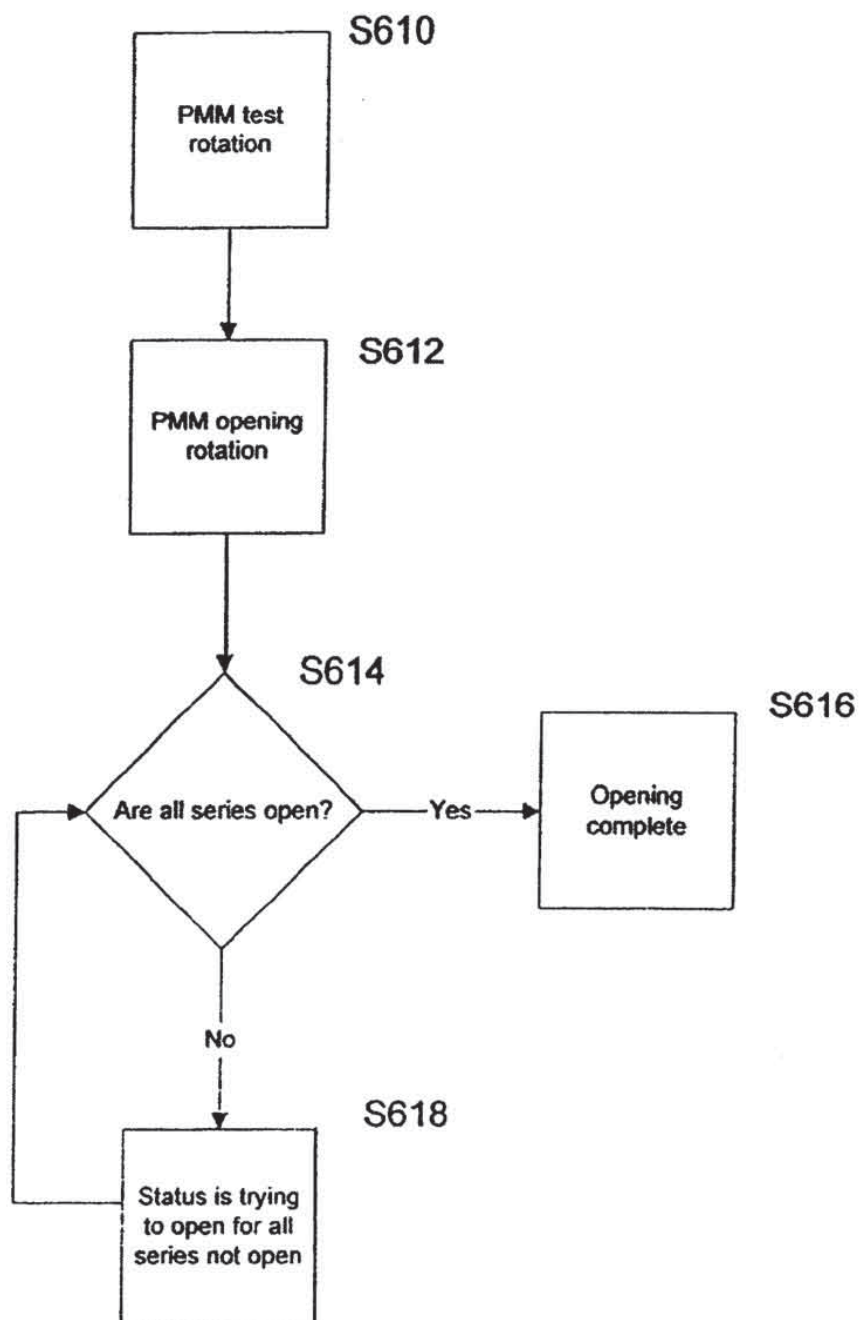 S610
PMM test
rotation
S612
PMM opening
rotation
S614
Are all series open?
Yes
S616
Opening
complete
No
S618
Status is trying
to open for all
series not open